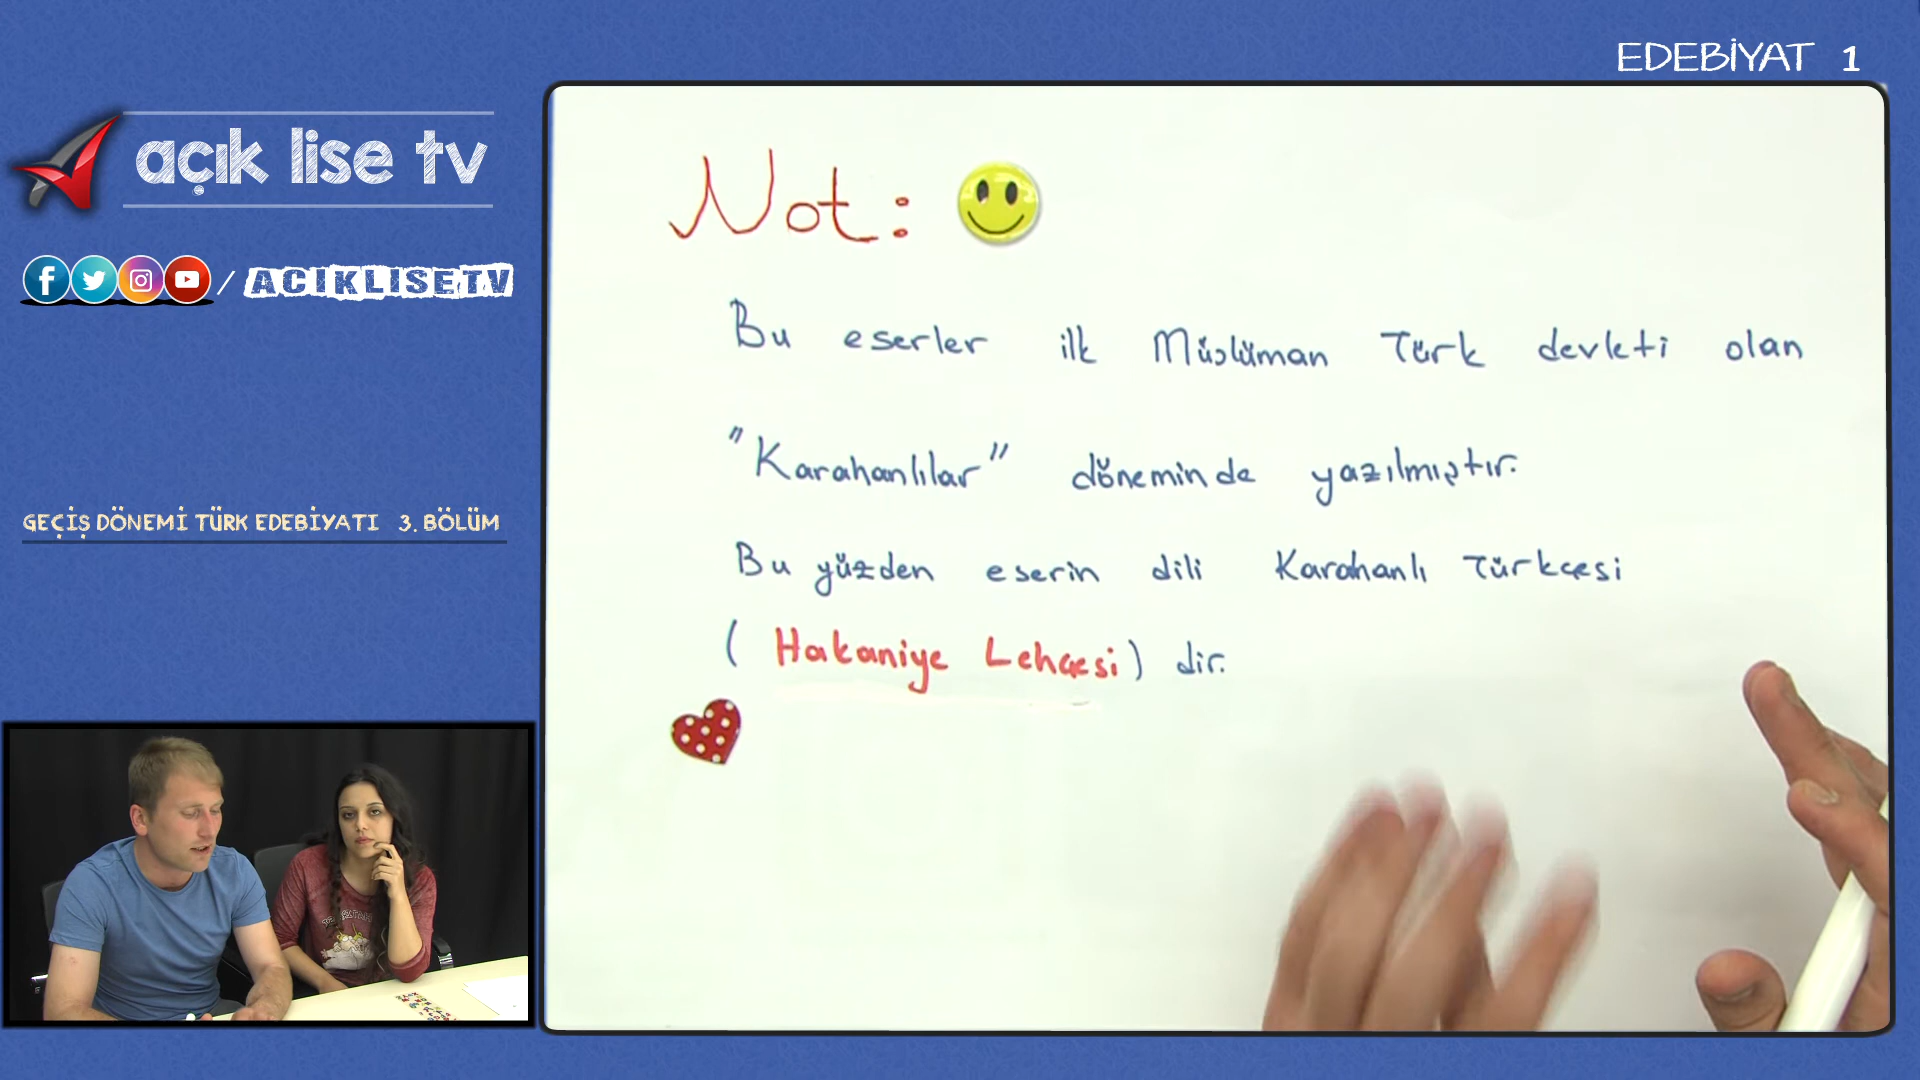 EDEBİYAT 1
açık lise tv
/ ACIKLISETV
GEÇİŞ DÖNEMİ TÜRK EDEBİYATI 3. BÖLÜM
Not:
Bu eserler ilk Müslüman Türk devleti olan
"Karahanlılar" döneminde yazılmıştır.
Bu yüzden eserin dili Karahanlı Türkçesi
(Hakaniye Lehçesi) dir.